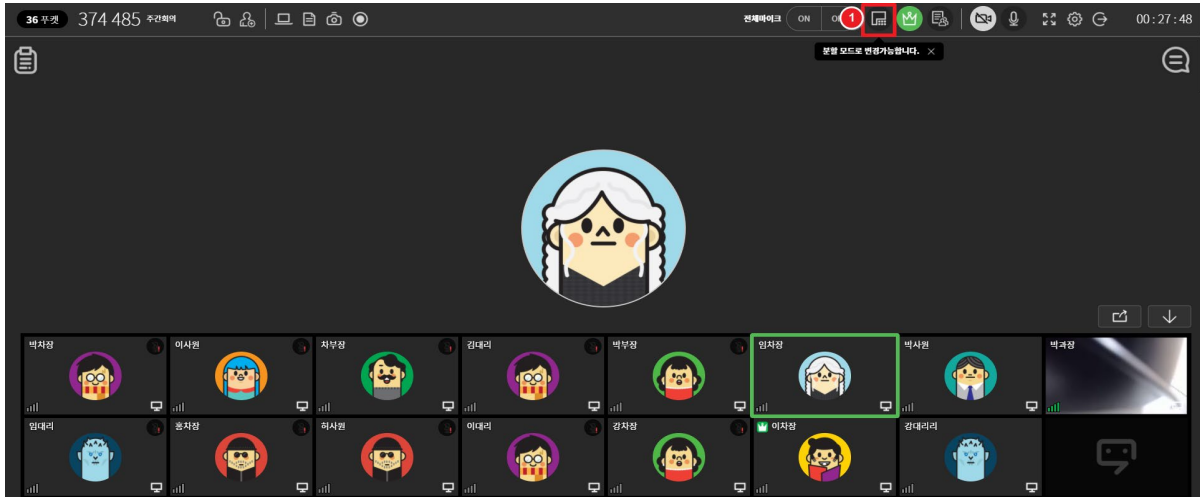 36 푸켓 374 485 주간회의 전체마이크 ON 1 00:27:48
분할 모드로 변경가능합니다. ×
박차장 이사원 차부장 김대리 박부장 임차장 박사원 박과장
임대리 홍차장 허사원 이대리 강차장 이차장 강대리리